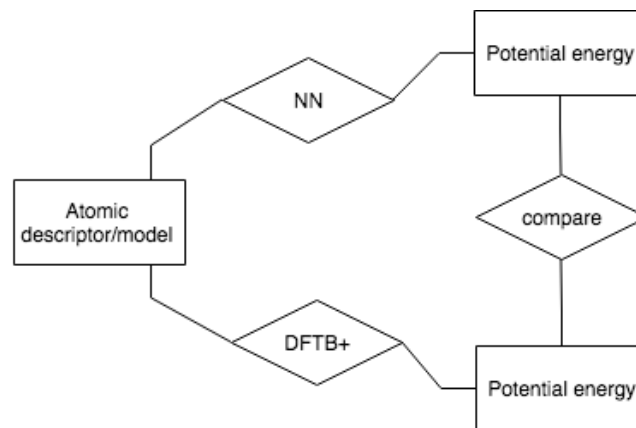 Potential energy
NN
Atomic
descriptor/model
compare
DFTB+
Potential energy